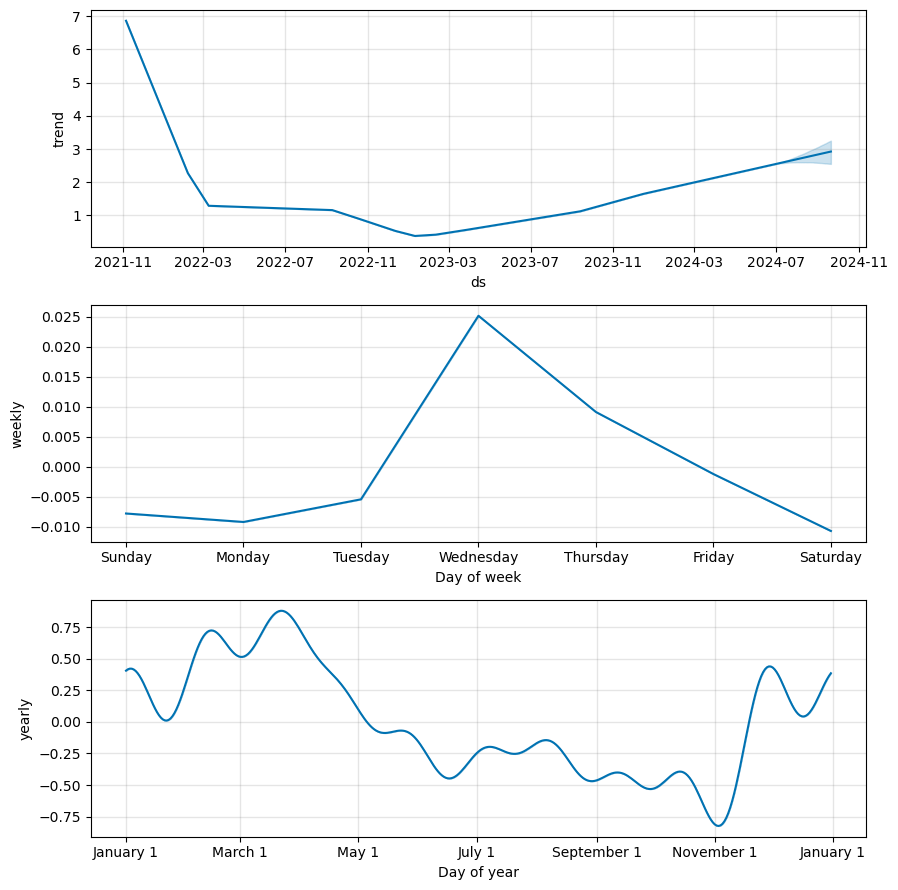 7
6
5
4
3
2
1
trend
2021-11 2022-03 2022-07 2022-11 2023-03 2023-07 2023-11 2024-03 2024-07 2024-11
ds
0.025
0.020
0.015
0.010
0.005
0.000
−0.005
−0.010
weekly
Sunday Monday Tuesday Wednesday Thursday Friday Saturday
Day of week
0.75
0.50
0.25
0.00
−0.25
−0.50
−0.75
yearly
January 1 March 1 May 1 July 1 September 1 November 1 January 1
Day of year